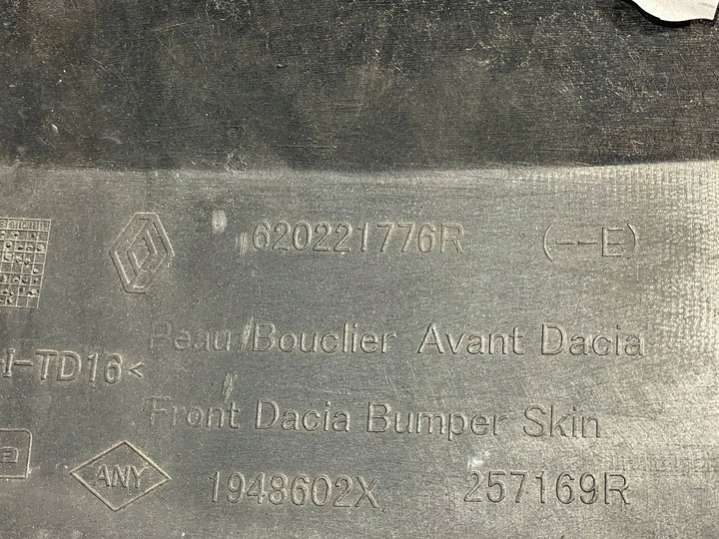 620221776R (--E)
Peau Bouclier Avant Dacia
-TD16<
Front Dacia Bumper Skin
ANY 1948602X 257169R